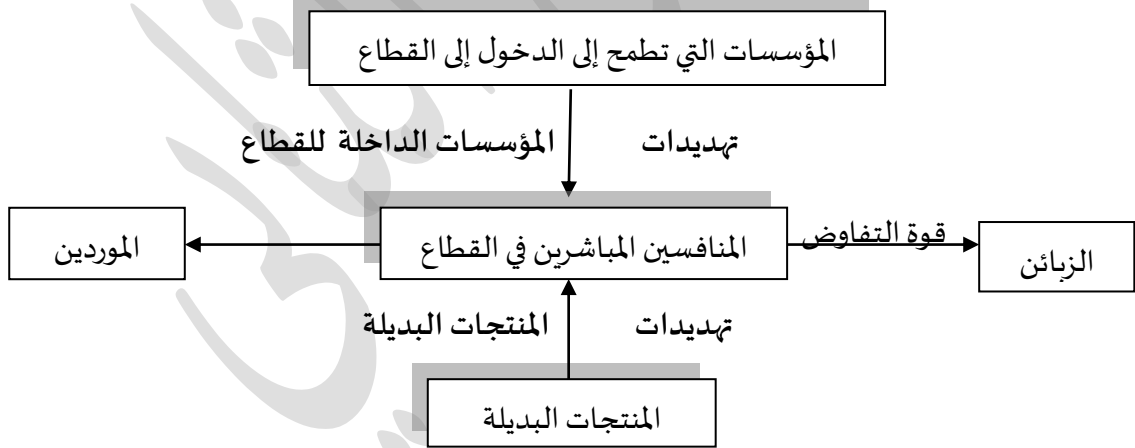 المؤسسات التي تطمح إلى الدخول إلى القطاع
تهديدات المؤسسات الداخلة للقطاع
الزبائن
قوة التفاوض
المنافسين المباشرين في القطاع
الموردين
تهديدات المنتجات البديلة
المنتجات البديلة